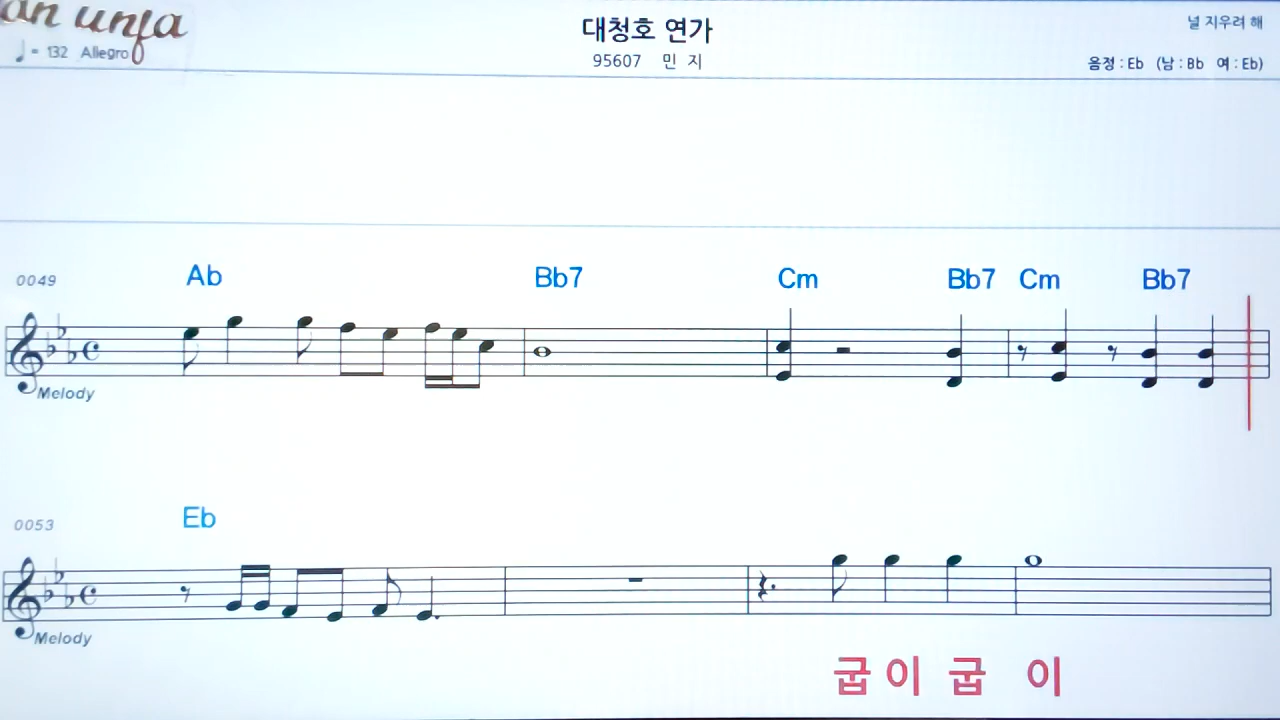 대청호 연가
널 지우려 해
♩= 132 Allegro
95607 민 지
음정 : Eb (남 : Bb 여 : Eb)
0049 Ab Bb7 Cm Bb7 Cm Bb7
Melody
0053 Eb
Melody
굽 이 굽 이